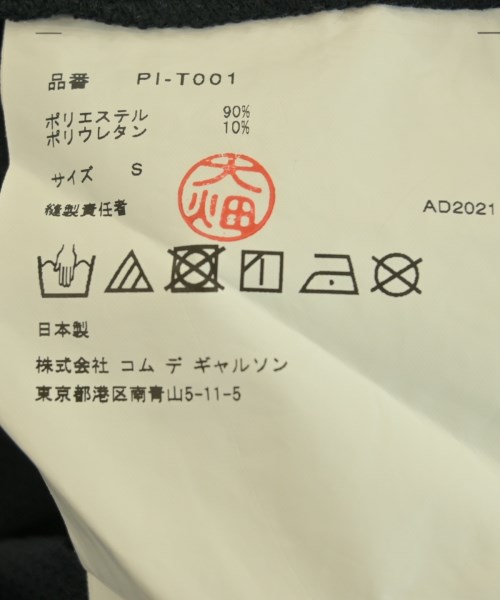 品番 PI-T001
ポリエステル 90%
ポリウレタン 10%
サイズ S
縫製責任者 大畑
AD2021
日本製
株式会社 コム デ ギャルソン
東京都港区南青山5-11-5